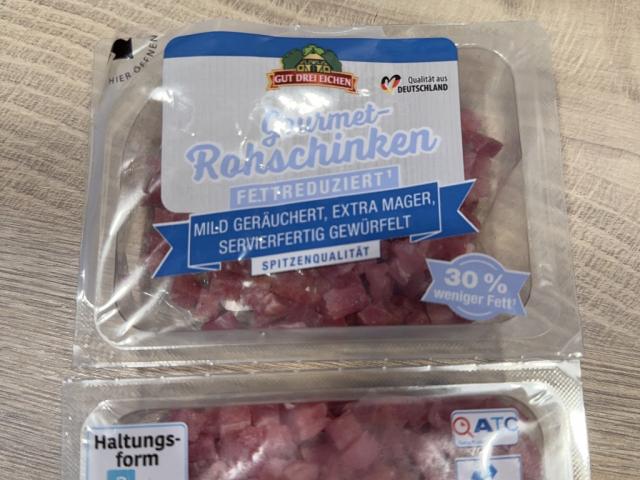 HIER ÖFFNEN
GUT DREI EICHEN
Qualität aus
DEUTSCHLAND
Gourmet-
Rohschinken
FETTREDUZIERT¹
MILD GERÄUCHERT, EXTRA MAGER,
SERVIERFERTIG GEWÜRFELT
SPITZENQUALITÄT
30 %
weniger Fett¹
Haltungs-
form
ATC